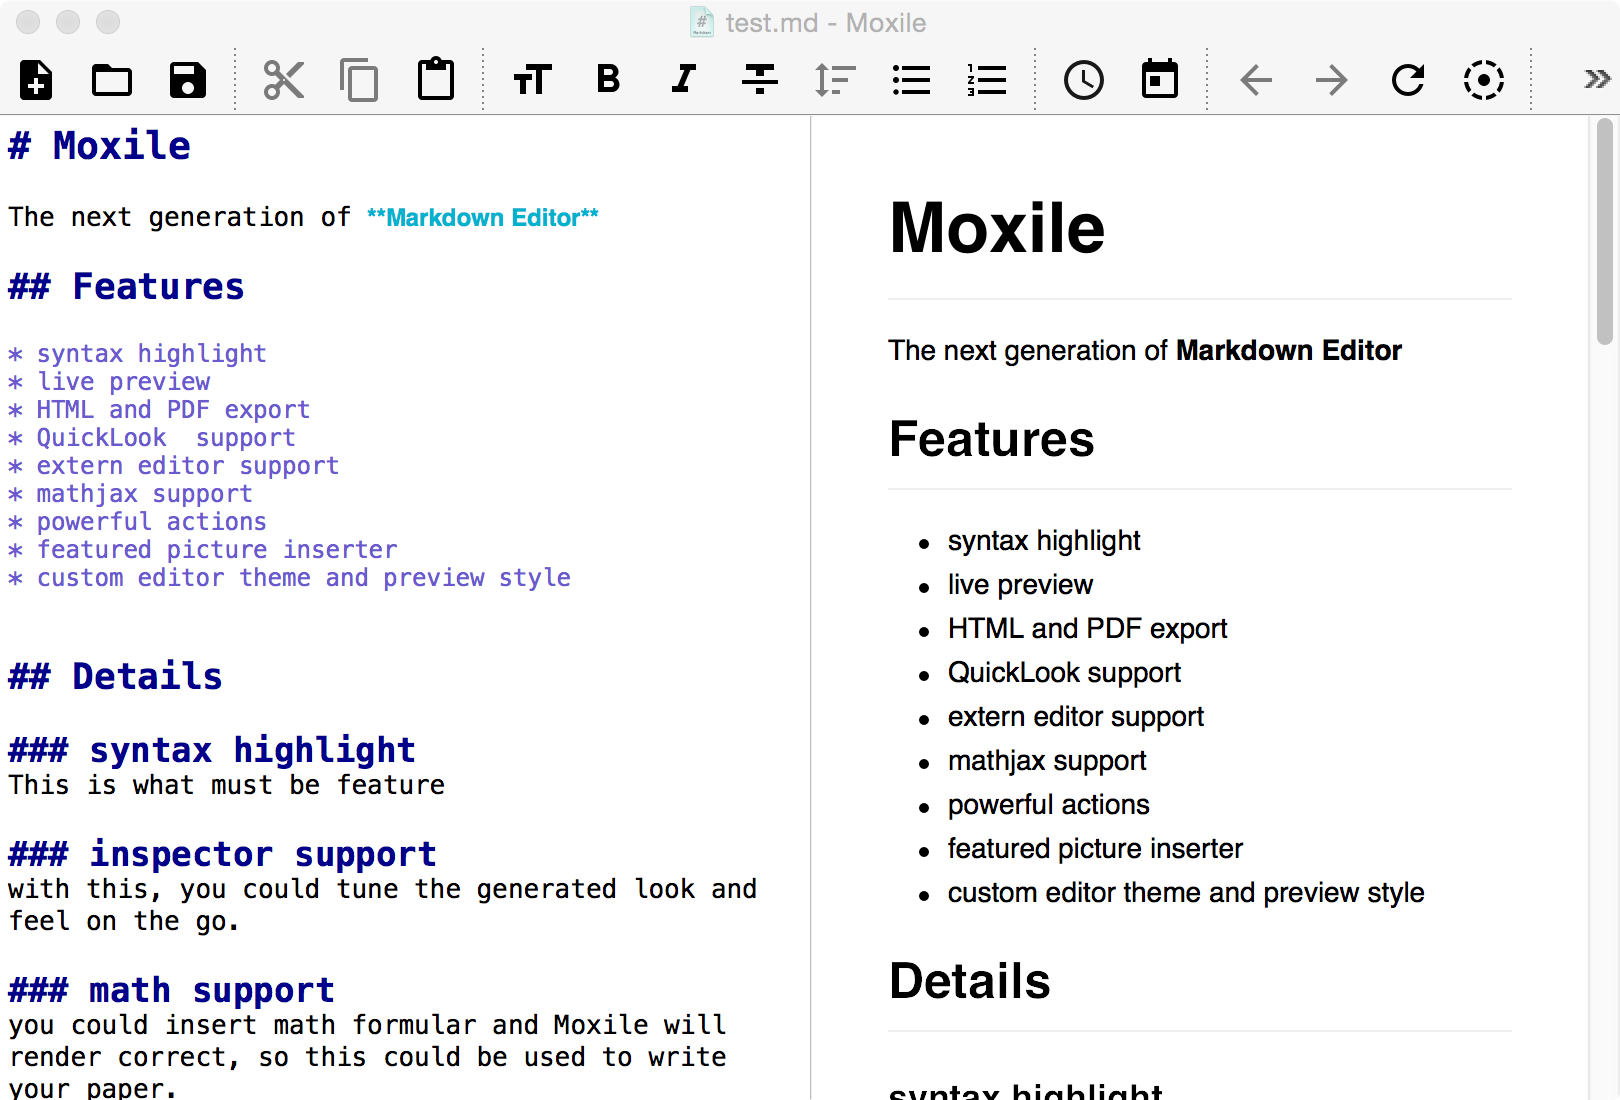 test.md - Moxile
# Moxile
The next generation of **Markdown Editor**
## Features
* syntax highlight
* live preview
* HTML and PDF export
* QuickLook  support
* extern editor support
* mathjax support
* powerful actions
* featured picture inserter
* custom editor theme and preview style
## Details
### syntax highlight
This is what must be feature
### inspector support
with this, you could tune the generated look and
feel on the go.
### math support
you could insert math formular and Moxile will
render correct, so this could be used to write
your paper.
Moxile
The next generation of Markdown Editor
Features
• syntax highlight
• live preview
• HTML and PDF export
• QuickLook support
• extern editor support
• mathjax support
• powerful actions
• featured picture inserter
• custom editor theme and preview style
Details
syntax highlight